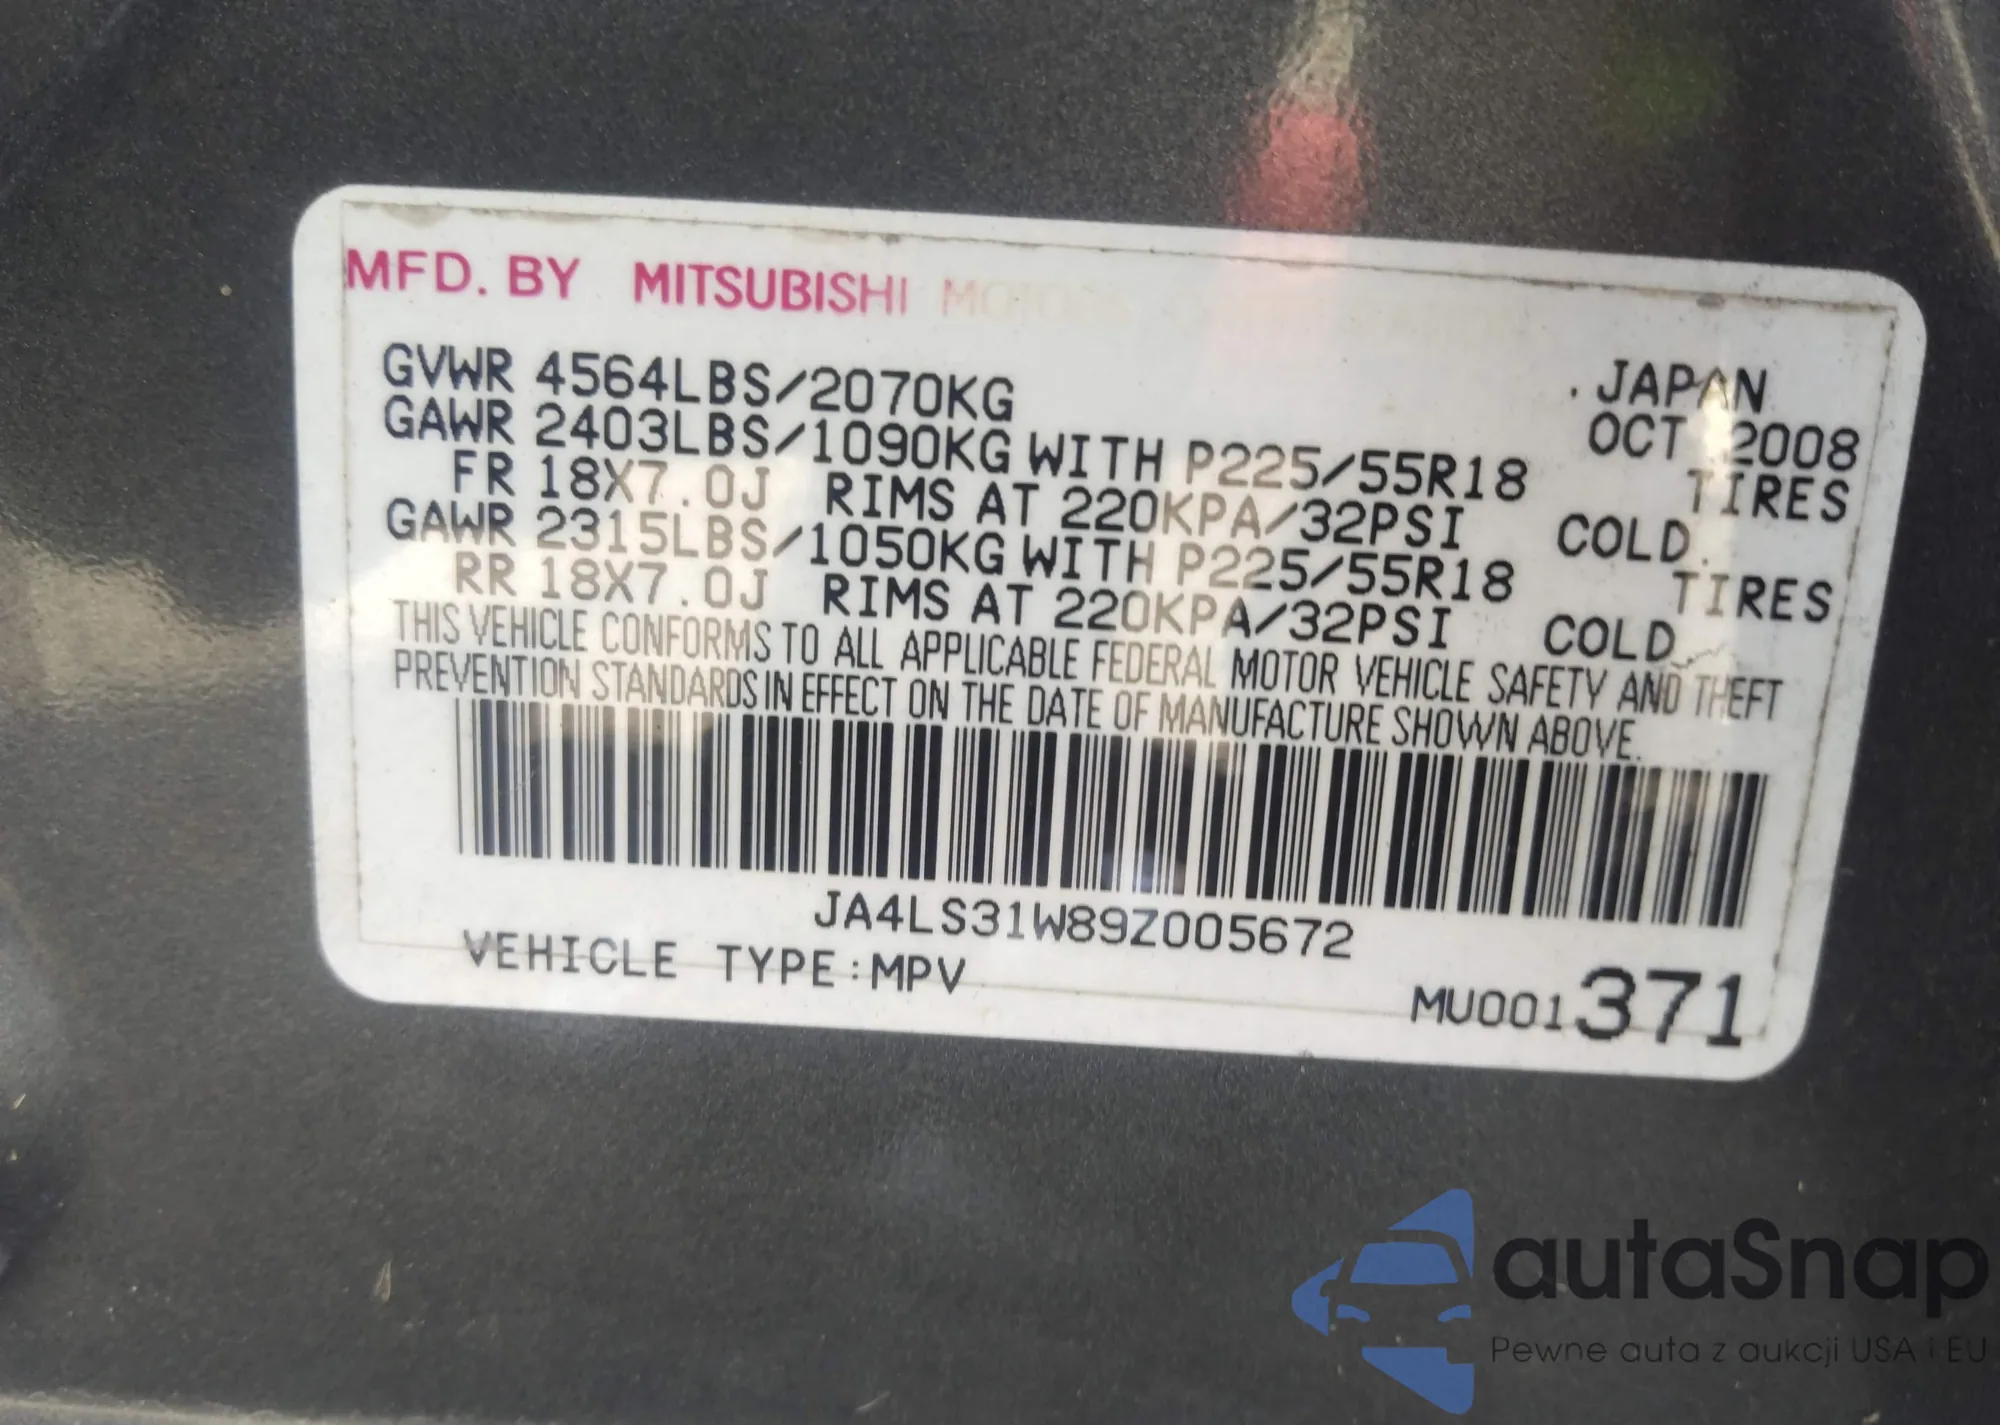 MFD. BY MITSUBISHI MOTORS
GVWR 4564LBS/2070KG .JAPAN
GAWR 2403LBS/1090KG WITH P225/55R18 OCT 2008 TIRES
FR 18X7.0J RIMS AT 220KPA/32PSI COLD.
GAWR 2315LBS/1050KG WITH P225/55R18 TIRES
RR 18X7.0J RIMS AT 220KPA/32PSI COLD
THIS VEHICLE CONFORMS TO ALL APPLICABLE FEDERAL MOTOR VEHICLE SAFETY AND THEFT
PREVENTION STANDARDS IN EFFECT ON THE DATE OF MANUFACTURE SHOWN ABOVE.
JA4LS31W89Z005672
VEHICLE TYPE:MPV
MU001371
autaSnap
Pewne auta z aukcji USA i EU